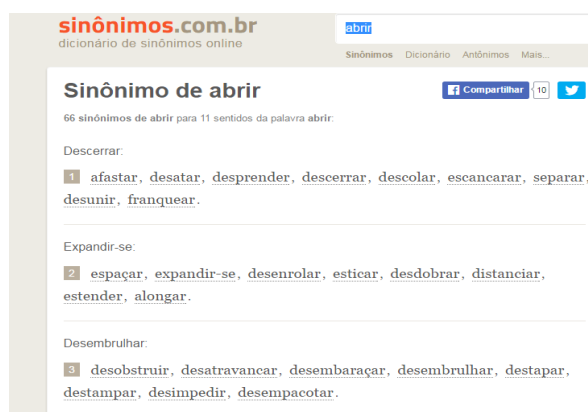 sinônimos.com.br
abrir
dicionário de sinônimos online
Sinônimos Dicionário Antônimos Mais...
Sinônimo de abrir
Compartilhar 10
66 sinônimos de abrir para 11 sentidos da palavra abrir:
Descerrar:
1 afastar, desatar, desprender, descerrar, descolar, escancarar, separar,
desunir, franquear.
Expandir-se:
2 espaçar, expandir-se, desenrolar, esticar, desdobrar, distanciar,
estender, alongar.
Desembrulhar:
3 desobstruir, desatravancar, desembaraçar, desembrulhar, destapar,
destampar, desimpedir, desempacotar.